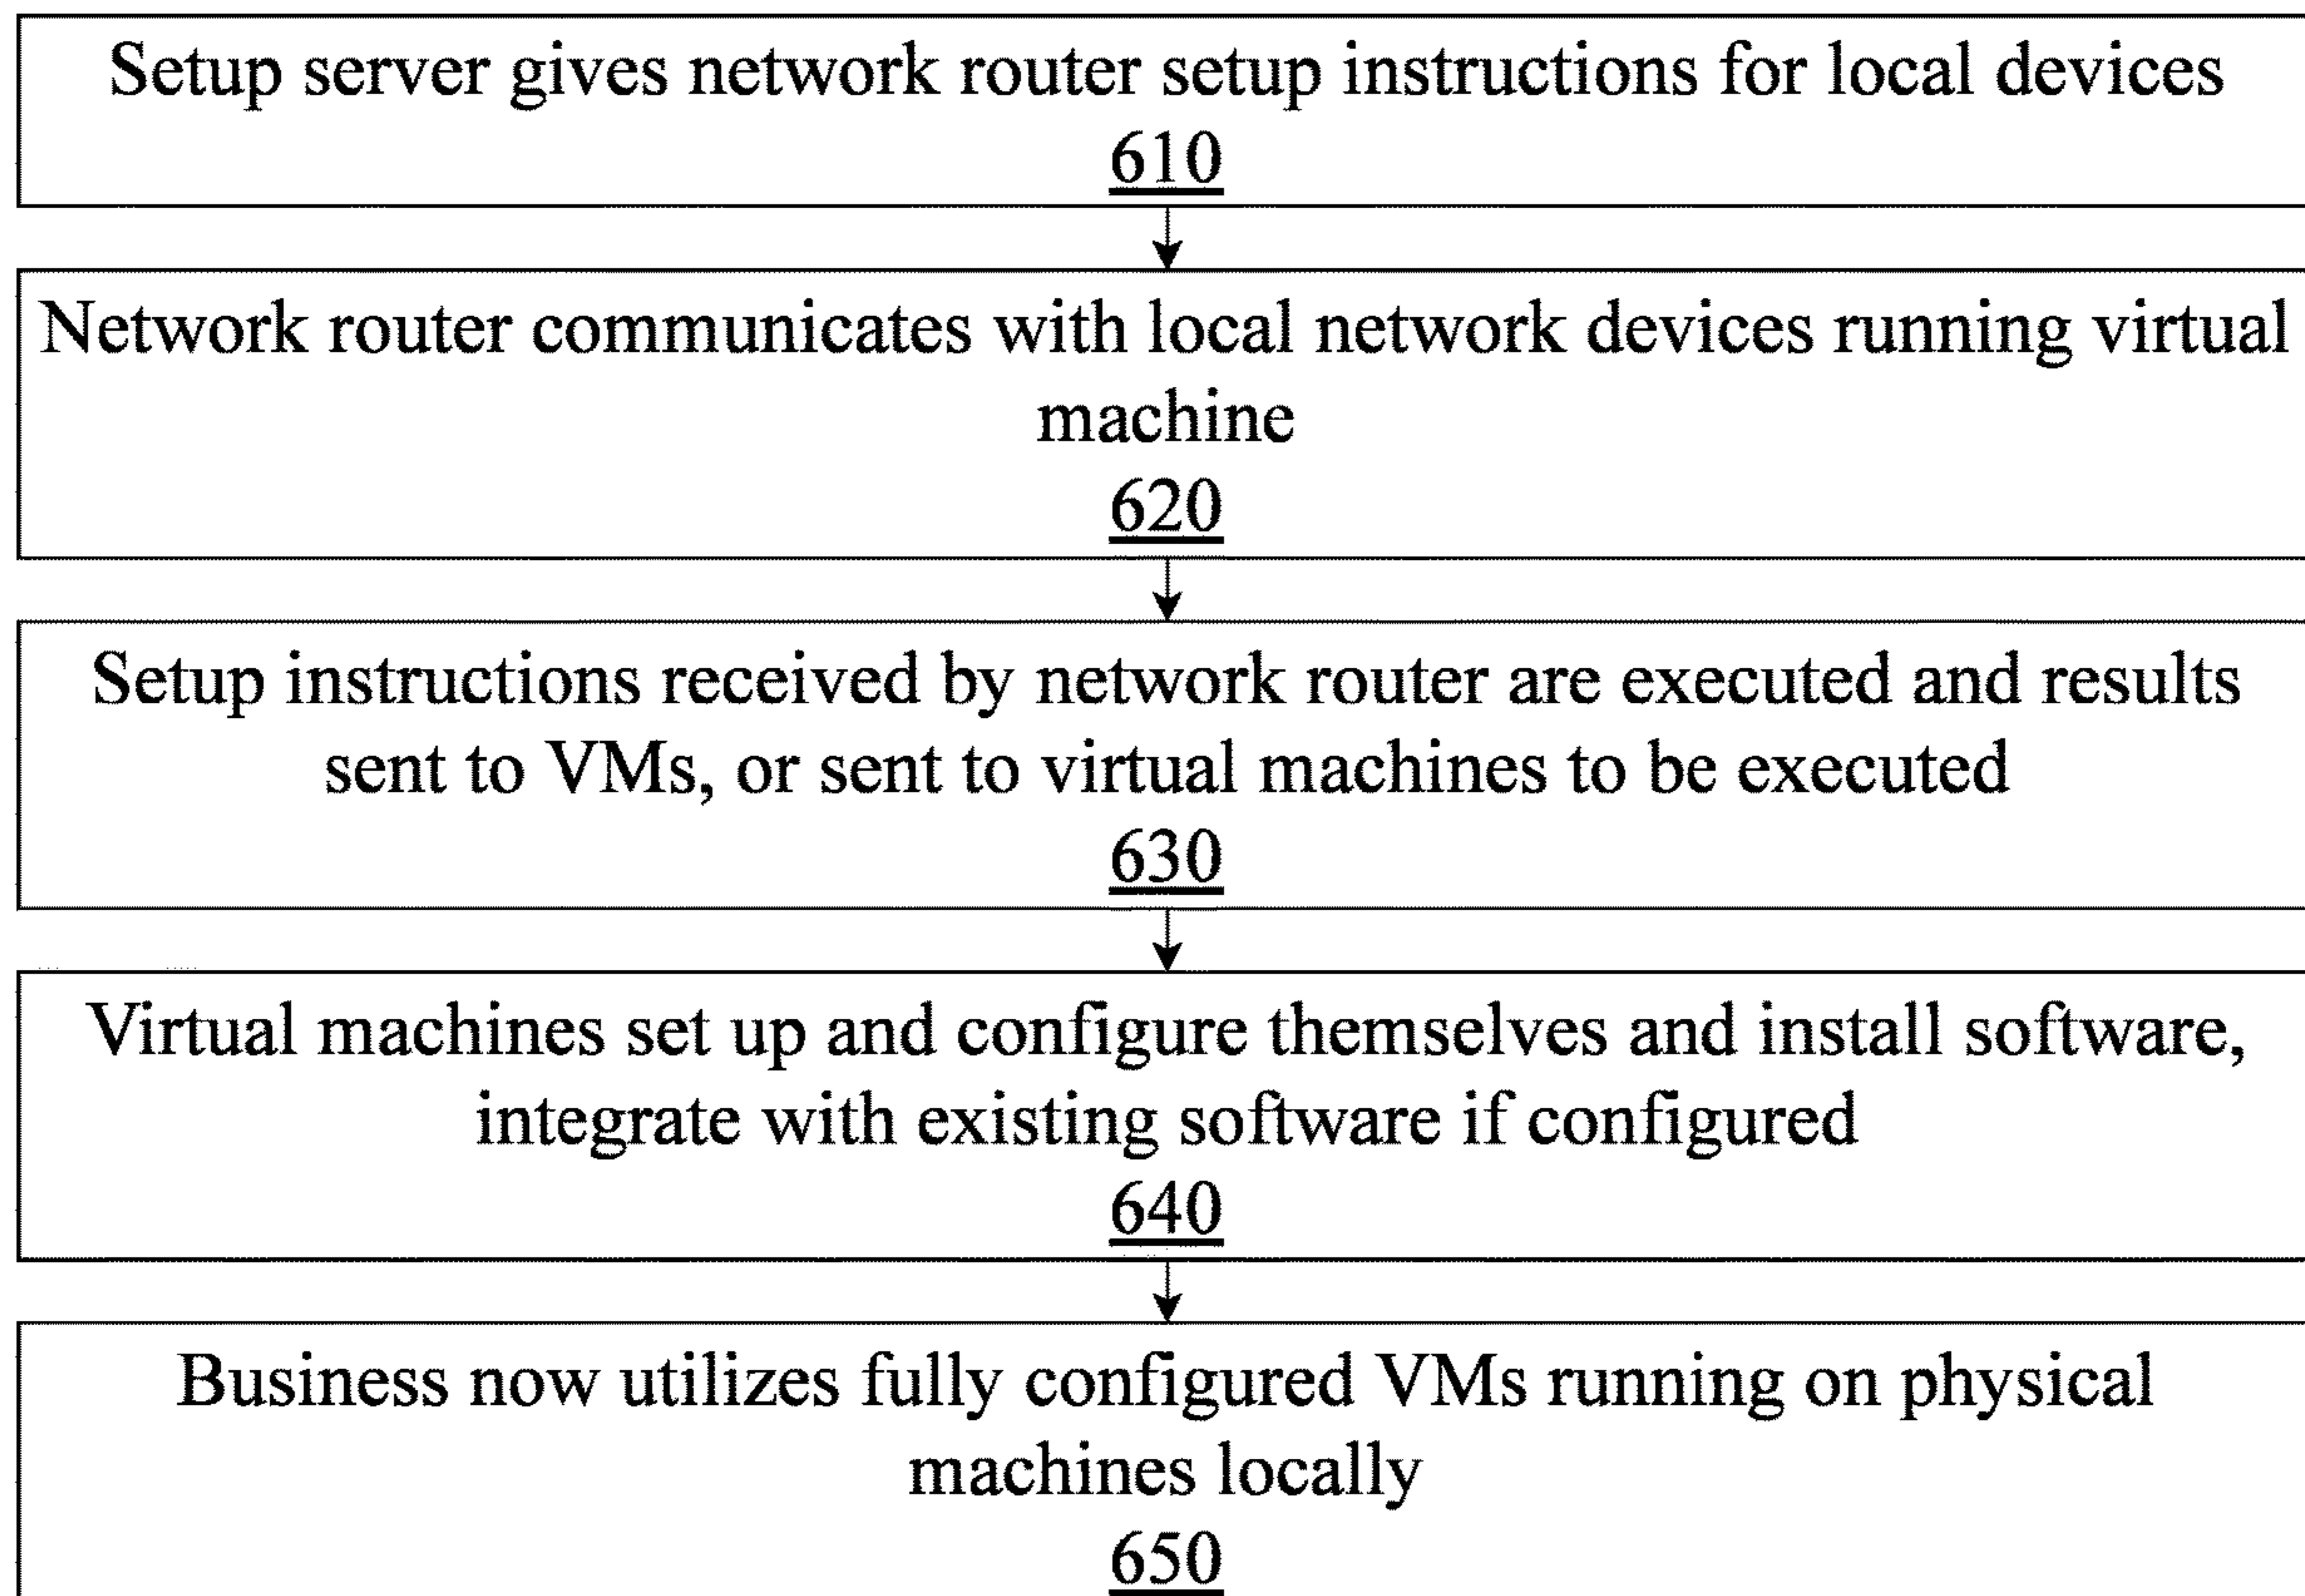 Setup server gives network router setup instructions for local devices
610
Network router communicates with local network devices running virtual
machine
620
Setup instructions received by network router are executed and results
sent to VMs, or sent to virtual machines to be executed
630
Virtual machines set up and configure themselves and install software,
integrate with existing software if configured
640
Business now utilizes fully configured VMs running on physical
machines locally
650